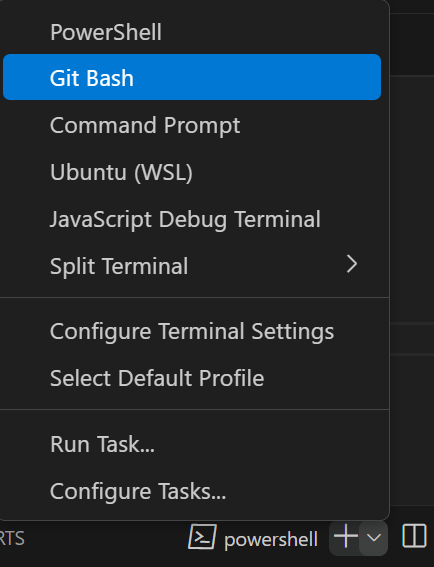 PowerShell
Git Bash
Command Prompt
Ubuntu (WSL)
JavaScript Debug Terminal
Split Terminal
Configure Terminal Settings
Select Default Profile
Run Task...
Configure Tasks...
RTS powershell